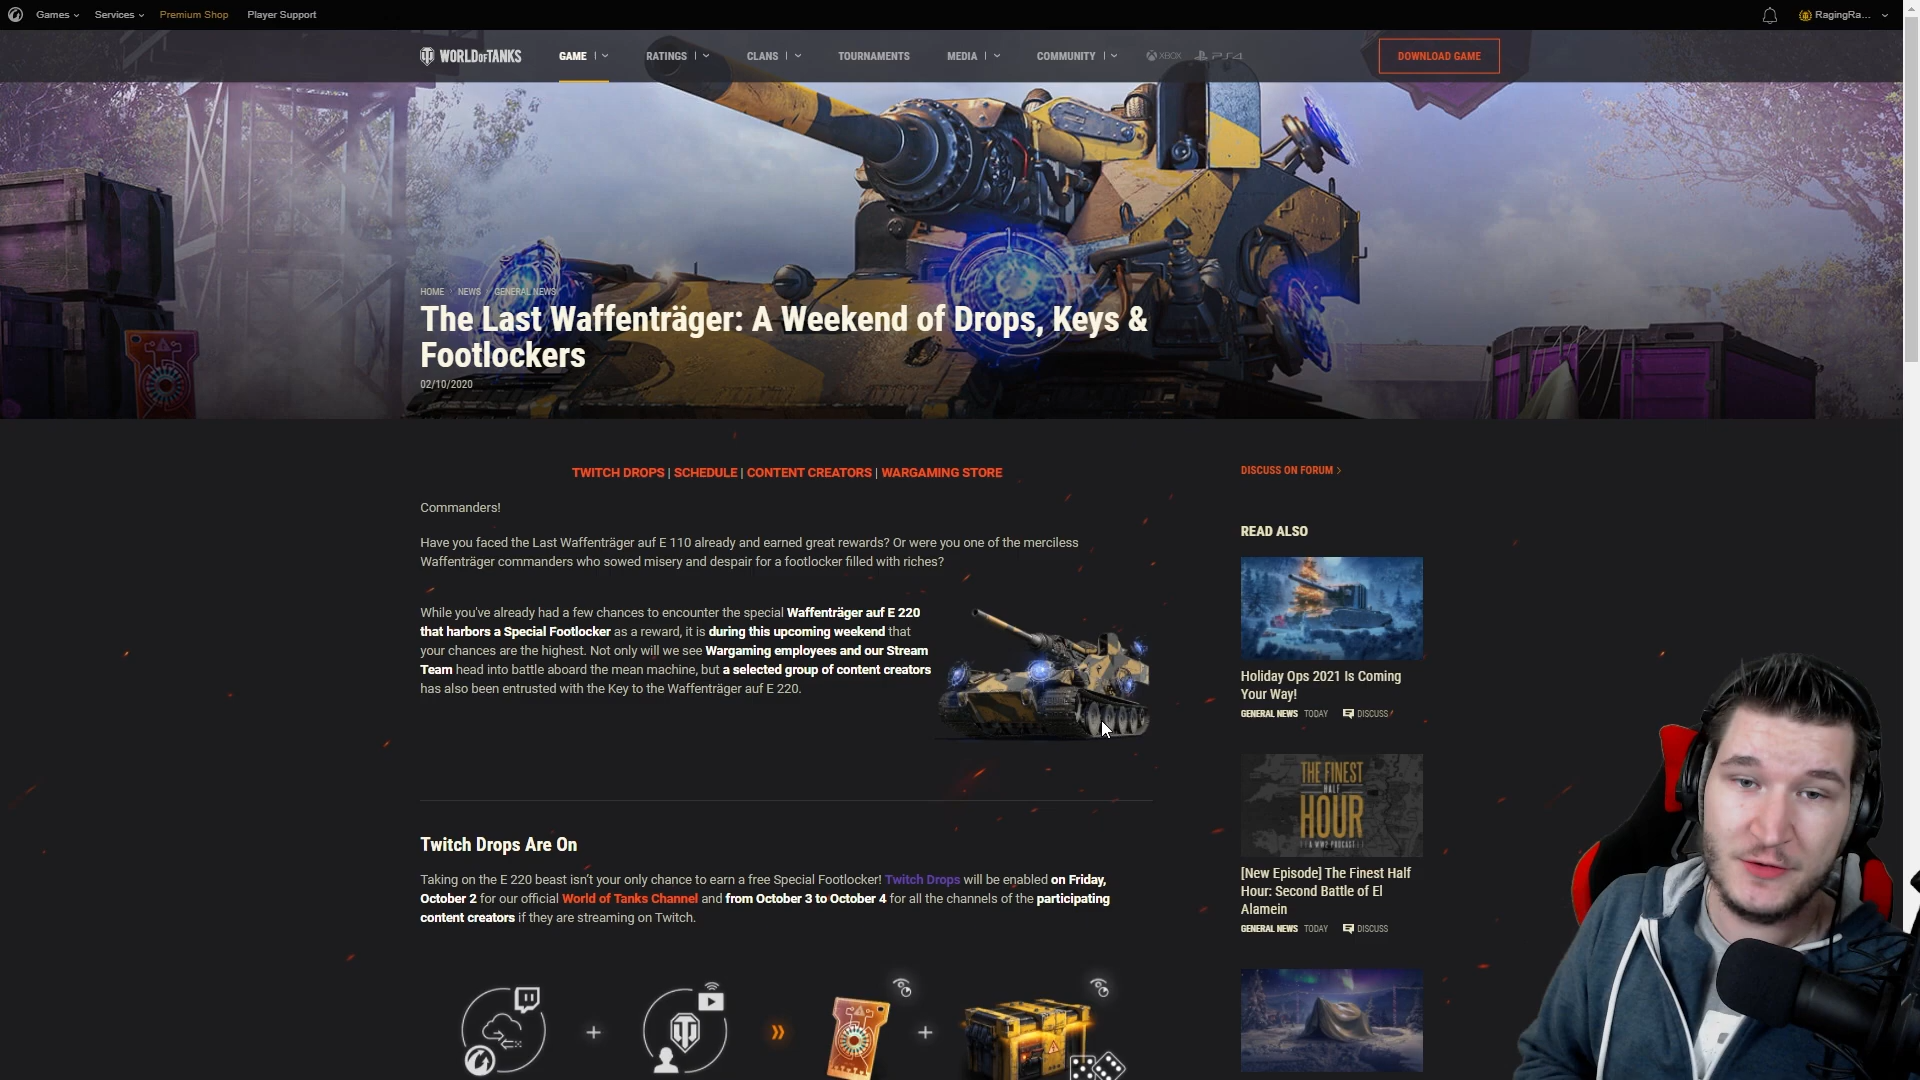 Games
Services
Premium Shop
Player Support
RagingRa...
WORLD OF TANKS
GAME
RATINGS
CLANS
TOURNAMENTS
MEDIA
COMMUNITY
XBOX
PS4
DOWNLOAD GAME
HOME
NEWS
GENERAL NEWS
The Last Waffenträger: A Weekend of Drops, Keys &
Footlockers
02/10/2020
TWITCH DROPS | SCHEDULE | CONTENT CREATORS | WARGAMING STORE
Commanders!
Have you faced the Last Waffenträger auf E 110 already and earned great rewards? Or were you one of the merciless
Waffenträger commanders who sowed misery and despair for a footlocker filled with riches?
While you've already had a few chances to encounter the special Waffenträger auf E 220
that harbors a Special Footlocker as a reward, it is during this upcoming weekend that
your chances are the highest. Not only will we see Wargaming employees and our Stream
Team head into battle aboard the mean machine, but a selected group of content creators
has also been entrusted with the Key to the Waffenträger auf E 220.
Twitch Drops Are On
Taking on the E 220 beast isn't your only chance to earn a free Special Footlocker! Twitch Drops will be enabled on Friday,
October 2 for our official World of Tanks Channel and from October 3 to October 4 for all the channels of the participating
content creators if they are streaming on Twitch.
DISCUSS ON FORUM
READ ALSO
Holiday Ops 2021 Is Coming
Your Way!
GENERAL NEWS TODAY DISCUSS
THE FINEST
HALF
HOUR
A WW2 PODCAST
[New Episode] The Finest Half
Hour: Second Battle of El
Alamein
GENERAL NEWS TODAY DISCUSS